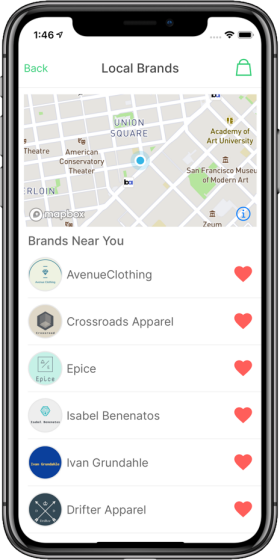 1:46
Back
Local Brands
UNION
SQUARE
Academy of
Art University
Theatre
American
Conservatory
Theater
San Francisco Museum
of Modern Art
ERLOIN
mapbox
Zeum
Brands Near You
AvenueClothing
Crossroads Apparel
Epice
Isabel Benenatos
Ivan Grundahle
Drifter Apparel